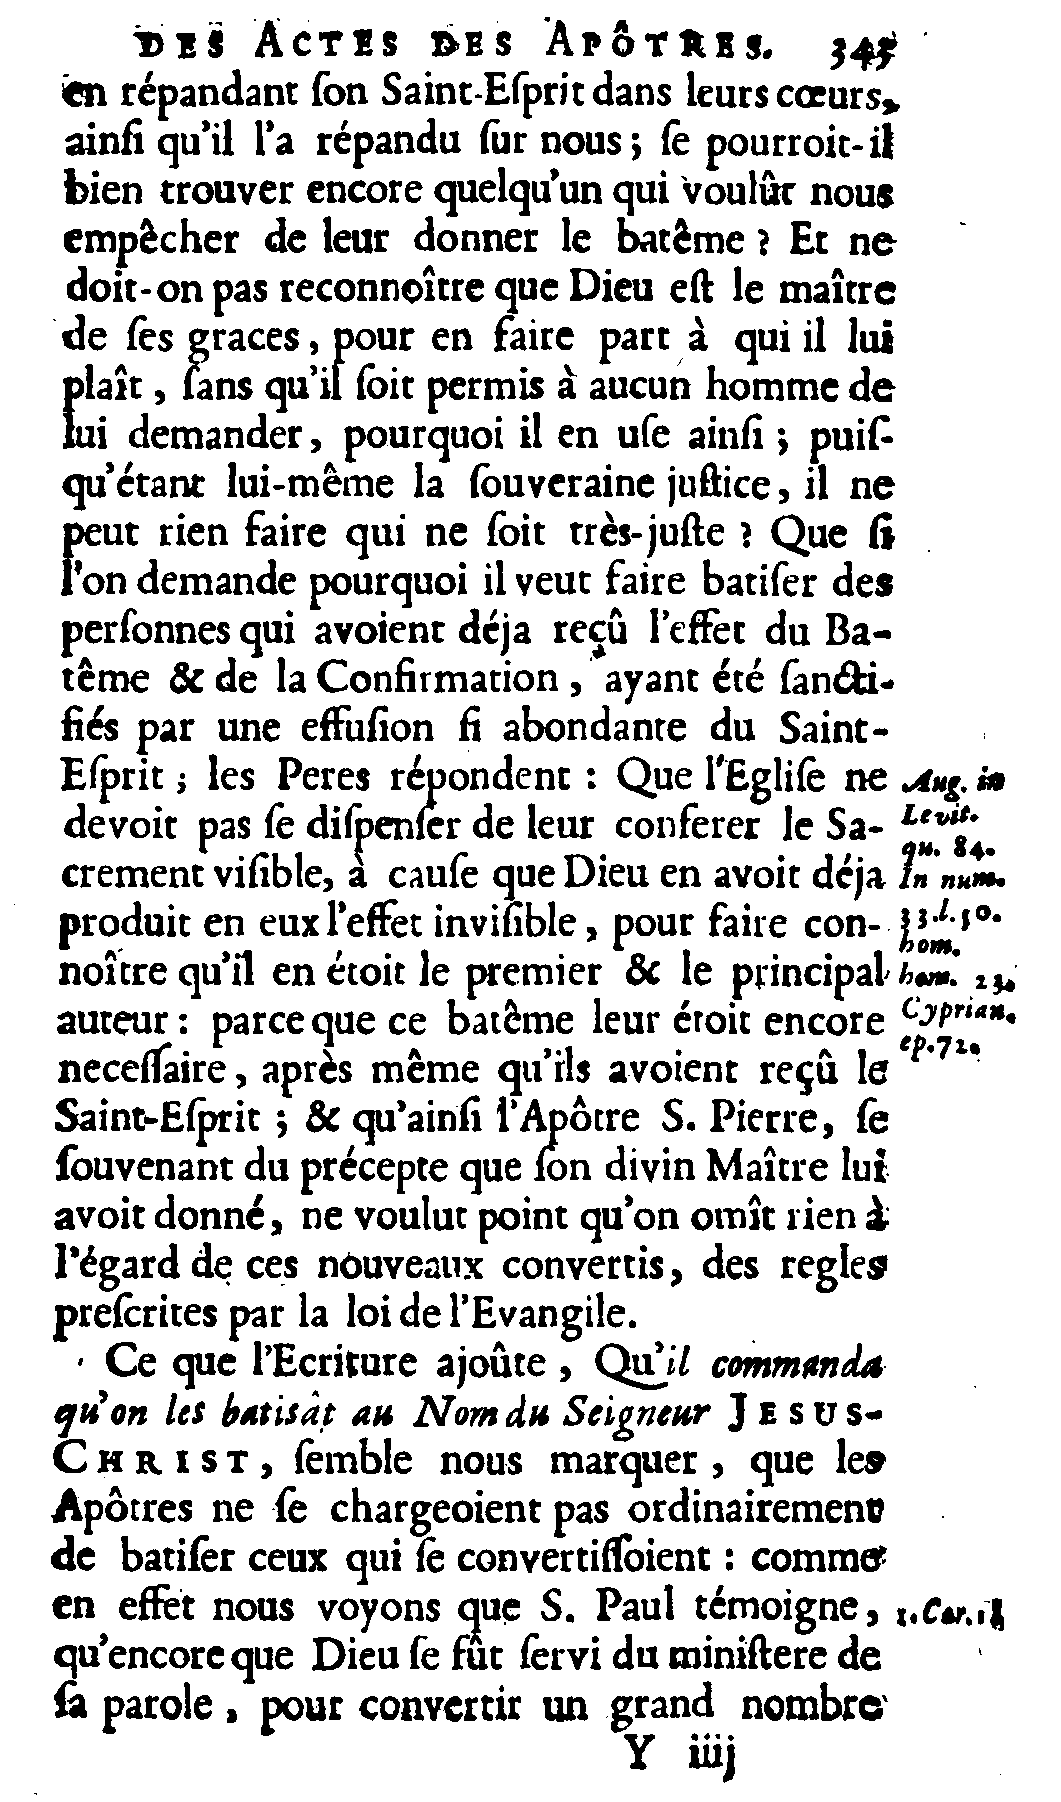 DES ACTES DES APÔTRES. 345
en répandant ſon Saint-Eſprit dans leurs cœurs,
ainſi qu'il l'a répandu ſur nous ; ſe pourroit-il
bien trouver encore quelqu'un qui voulût nous
empêcher de leur donner le batême ? Et ne
doit-on pas reconnoître que Dieu eſt le maître
de ſes graces, pour en faire part à qui il lui
plaît, ſans qu'il ſoit permis à aucun homme de
lui demander, pourquoi il en uſe ainſi ; puiſ-
qu'étant lui-même la ſouveraine juſtice, il ne
peut rien faire qui ne ſoit très-juſte ? Que ſi
l'on demande pourquoi il veut faire batiſer des
perſonnes qui avoient déja reçû l'effet du Ba-
tême & de la Confirmation, ayant été ſancti-
fiés par une effuſion ſi abondante du Saint-
Eſprit ; les Peres répondent : Que l'Egliſe ne
devoit pas ſe diſpenſer de leur conferer le Sa-
crement viſible, à cauſe que Dieu en avoit déja
produit en eux l'effet inviſible, pour faire con-
noître qu'il en étoit le premier & le principal
auteur : parce que ce batême leur étoit encore
neceſſaire, après même qu'ils avoient reçû le
Saint-Eſprit ; & qu'ainſi l'Apôtre S. Pierre, ſe
ſouvenant du précepte que ſon divin Maître lui
avoit donné, ne voulut point qu'on omît rien à
l'égard de ces nouveaux convertis, des regles
preſcrites par la loi de l'Evangile.
Ce que l'Ecriture ajoûte, Qu'il commanda
qu'on les batisât au Nom du Seigneur JESUS-
CHRIST, ſemble nous marquer, que les
Apôtres ne ſe chargeoient pas ordinairement
de batiſer ceux qui ſe convertiſſoient : comme
en effet nous voyons que S. Paul témoigne,
qu'encore que Dieu ſe fût ſervi du miniſtere de
ſa parole, pour convertir un grand nombre
Y iiij
Aug. in
Levit.
qu. 84.
In num.
33. l. 50.
hom.
hom. 23.
Cyprian.
ep. 72.
1. Cor. 1.